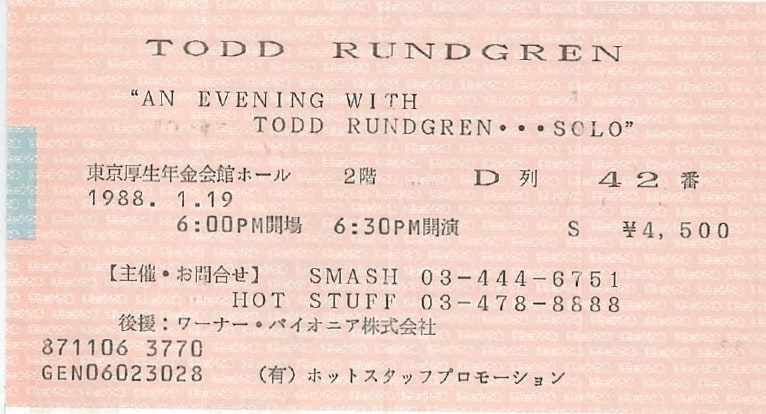 TODD RUNDGREN
“AN EVENING WITH
TODD RUNDGREN・・・SOLO”
東京厚生年金会館ホール 2階 D列 42番
1988. 1.19
6:00PM開場 6:30PM開演 S ¥4,500
【主催・お問合せ】 SMASH 03-444-6751
HOT STUFF 03-478-8888
後援：ワーナー・パイオニア株式会社
871106 3770
GEN06023028 （有）ホットスタッフプロモーション